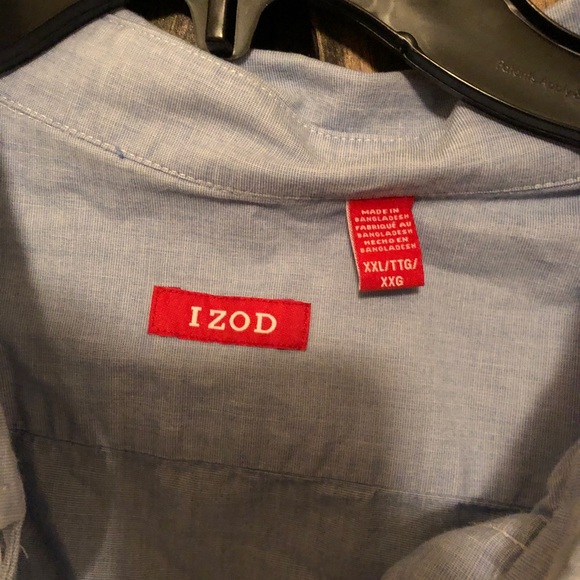 MADE IN
BANGLADESH
FABRIQUÉ AU
BANGLADESH
HECHO EN
BANGLADESH
XXL/TTG/
XXG
IZOD